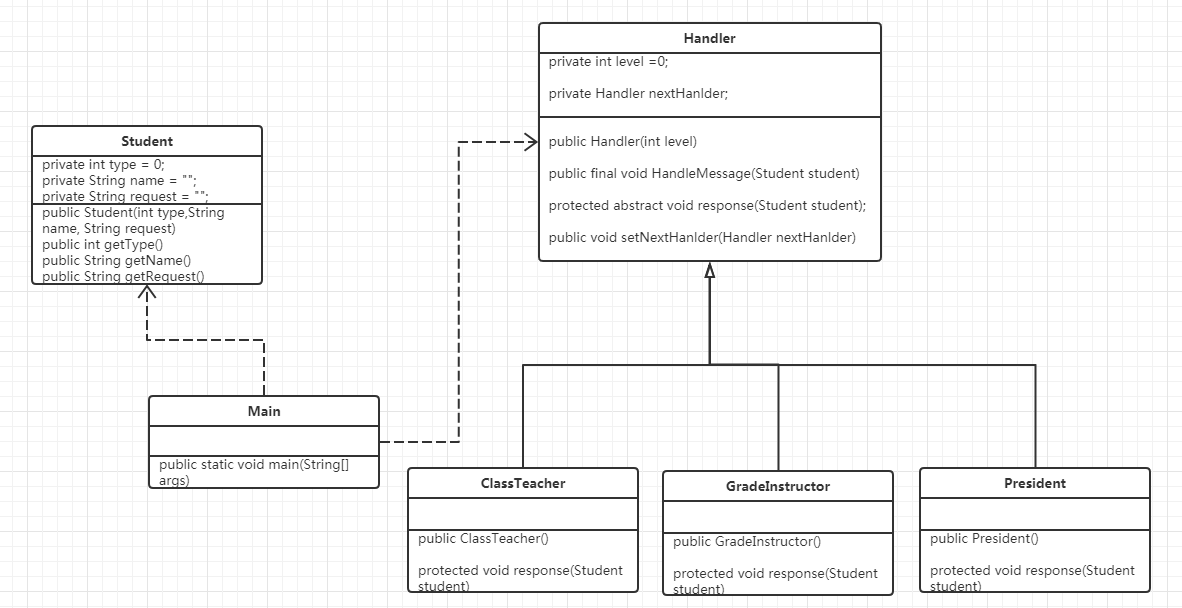 Handler
private int level =0;
private Handler nextHanlder;
public Handler(int level)
public final void HandleMessage(Student student)
protected abstract void response(Student student);
public void setNextHanlder(Handler nextHanlder)
Student
private int type = 0;
private String name = "";
private String request = "";
public Student(int type,String
name, String request)
public int getType()
public String getName()
public String getRequest()
Main
public static void main(String[]
args)
ClassTeacher
public ClassTeacher()
protected void response(Student
student)
GradeInstructor
public GradeInstructor()
protected void response(Student
student)
President
public President()
protected void response(Student
student)